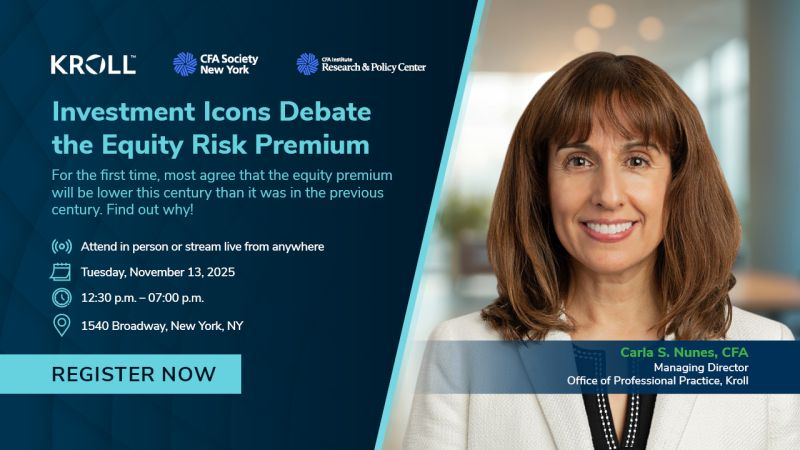 KROLL™
CFA Society
New York
CFA Institute
Research & Policy Center
Investment Icons Debate
the Equity Risk Premium
For the first time, most agree that the equity premium
will be lower this century than it was in the previous
century. Find out why!
Attend in person or stream live from anywhere
Tuesday, November 13, 2025
12:30 p.m. – 07:00 p.m.
1540 Broadway, New York, NY
REGISTER NOW
Carla S. Nunes, CFA
Managing Director
Office of Professional Practice, Kroll